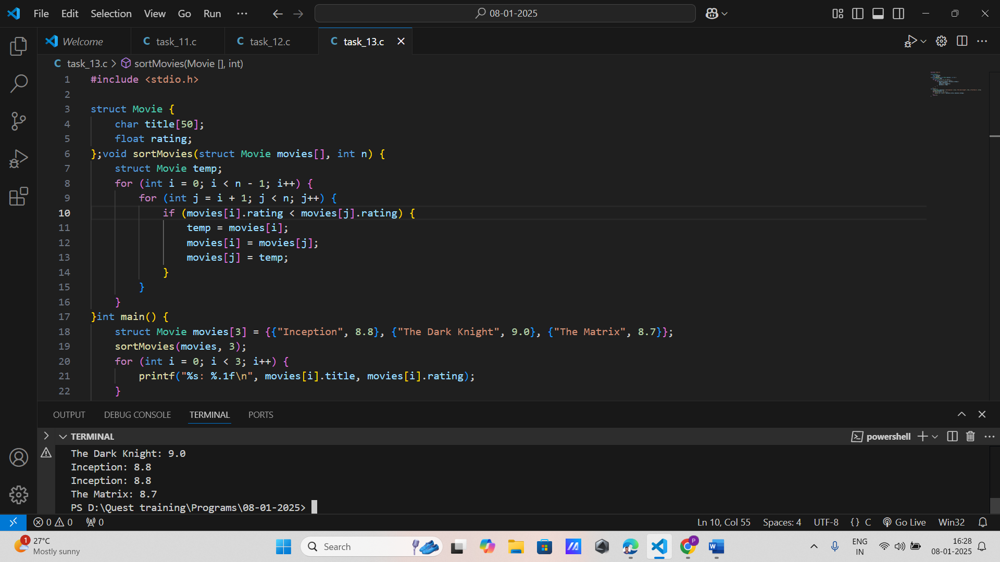 File Edit Selection View Go Run ··· 08-01-2025
Welcome task_11.c task_12.c task_13.c
task_13.c > sortMovies(Movie [], int)
1 #include <stdio.h>
2
3 struct Movie {
4     char title[50];
5     float rating;
6 };void sortMovies(struct Movie movies[], int n) {
7     struct Movie temp;
8     for (int i = 0; i < n - 1; i++) {
9         for (int j = i + 1; j < n; j++) {
10             if (movies[i].rating < movies[j].rating) {
11                 temp = movies[i];
12                 movies[i] = movies[j];
13                 movies[j] = temp;
14             }
15         }
16     }
17 }int main() {
18     struct Movie movies[3] = {{"Inception", 8.8}, {"The Dark Knight", 9.0}, {"The Matrix", 8.7}};
19     sortMovies(movies, 3);
20     for (int i = 0; i < 3; i++) {
21         printf("%s: %.1f\n", movies[i].title, movies[i].rating);
22     }
OUTPUT DEBUG CONSOLE TERMINAL PORTS
TERMINAL powershell
The Dark Knight: 9.0
Inception: 8.8
Inception: 8.8
The Matrix: 8.7
PS D:\Quest training\Programs\08-01-2025>
0 0 0 Ln 10, Col 55 Spaces: 4 UTF-8 {} C Go Live Win32
1 27°C
Mostly sunny
Search
P
ENG
IN
16:28
08-01-2025